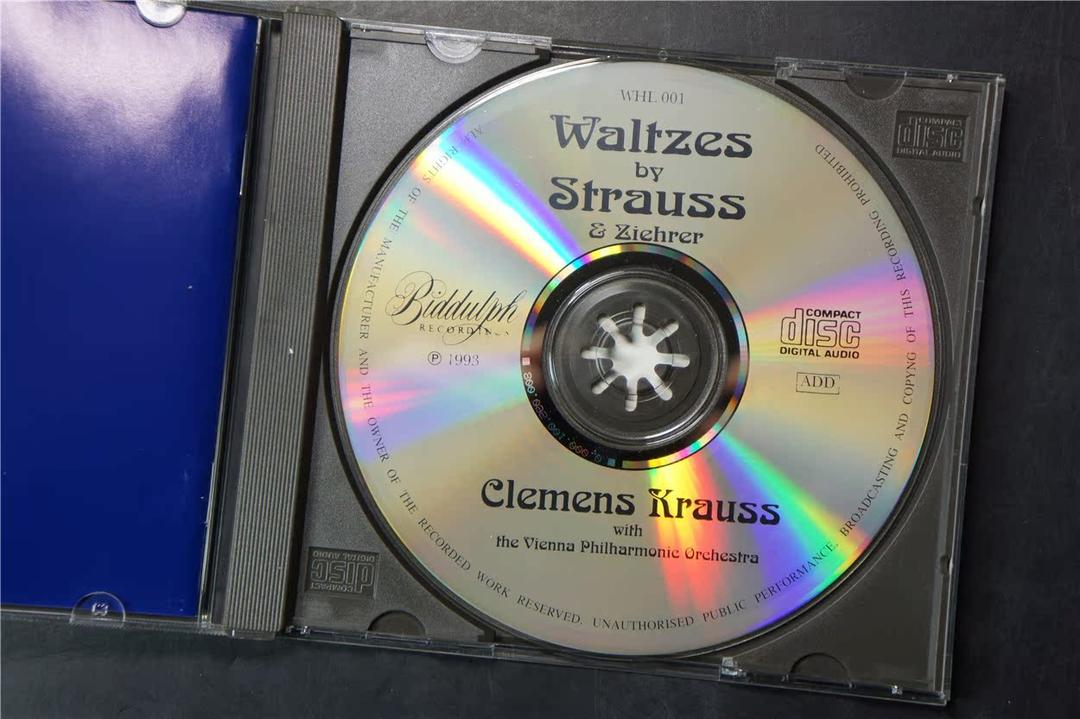 WHL 001
Waltzes
by
Strauss
& Ziehrer
Biddulph
RECORDINGS
℗ 1993
COMPACT
disc
DIGITAL AUDIO
ADD
Clemens Krauss
with
the Vienna Philharmonic Orchestra
ALL RIGHTS OF THE MANUFACTURER AND THE OWNER OF THE RECORDED WORK RESERVED. UNAUTHORISED PUBLIC PERFORMANCE, BROADCASTING AND COPYNG OF THIS RECORDING PROHIBITED
COMPACT
disc
DIGITAL AUDIO
COMPACT
disc
DIGITAL AUDIO